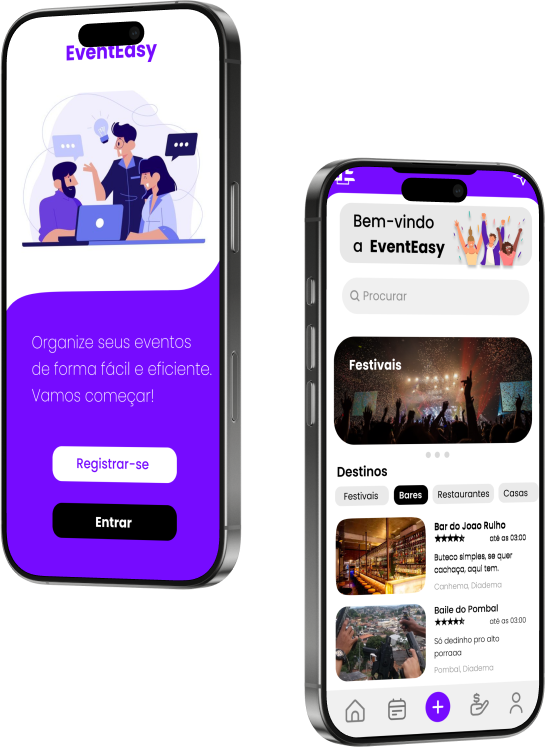 EventEasy
Organize seus eventos
de forma fácil e eficiente.
Vamos começar!
Registrar-se
Entrar
Bem-vindo
a EventEasy
Procurar
Festivais
Destinos
Festivais
Bares
Restaurantes
Casas
Bar do Joao Rulho
até as 03:00
Buteco simples, se quer
cachaça, aqui tem.
Canhema, Diadema
Baile do Pombal
até as 03:00
Só dedinho pro alto
porraaa
Pombal, Diadema